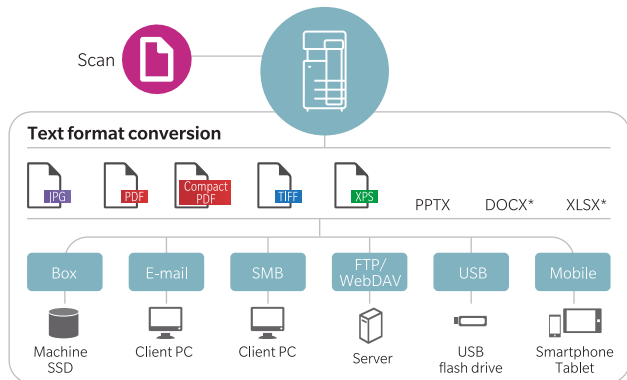 Scan
Text format conversion
JPG
PDF
Compact
PDF
TIFF
XPS
PPTX
DOCX*
XLSX*
Box
E-mail
SMB
FTP/
WebDAV
USB
Mobile
Machine
SSD
Client PC
Client PC
Server
USB
flash drive
Smartphone
Tablet